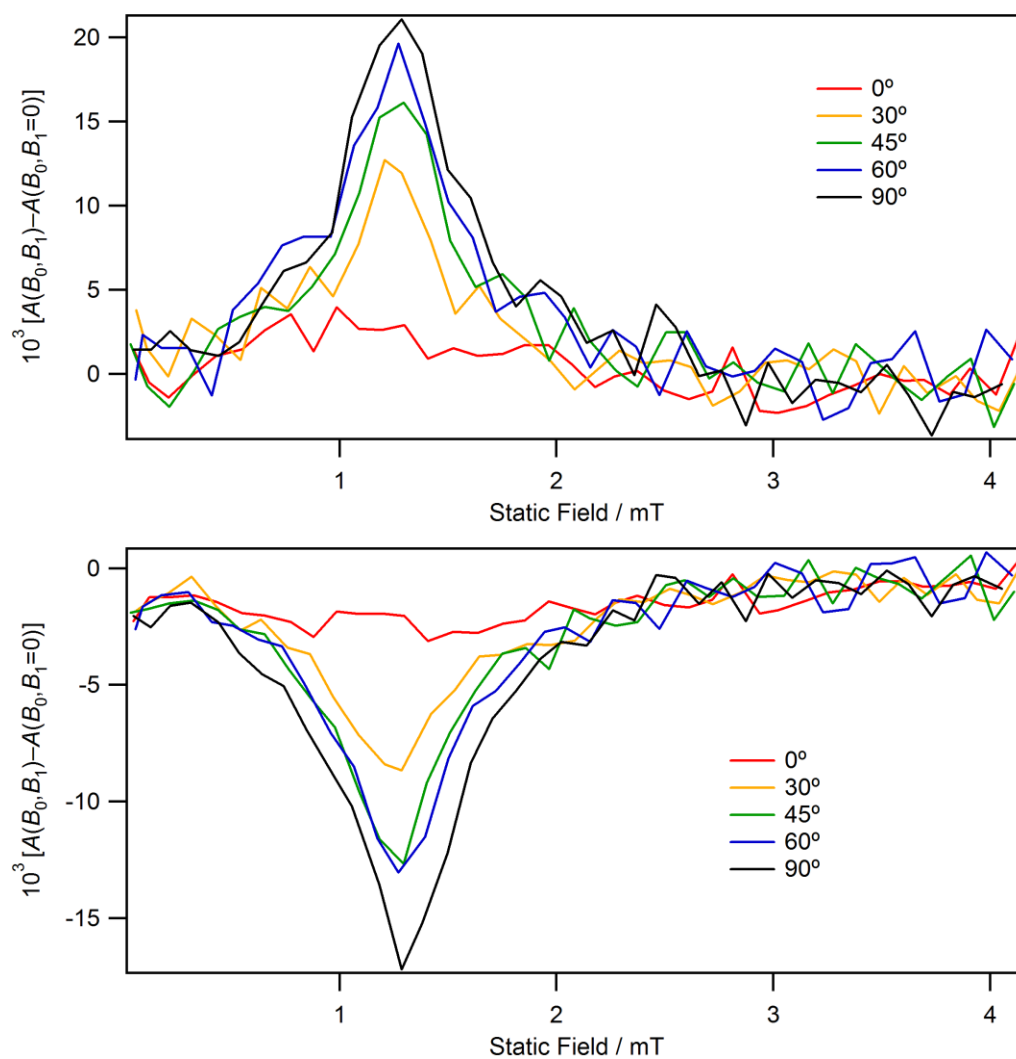 20
15
10
5
0
10³ [A(B₀,B₁)−A(B₀,B₁=0)]
0º
30º
45º
60º
90º
1 2 3 4
Static Field / mT
0
-5
-10
-15
10³ [A(B₀,B₁)−A(B₀,B₁=0)]
0º
30º
45º
60º
90º
1 2 3 4
Static Field / mT